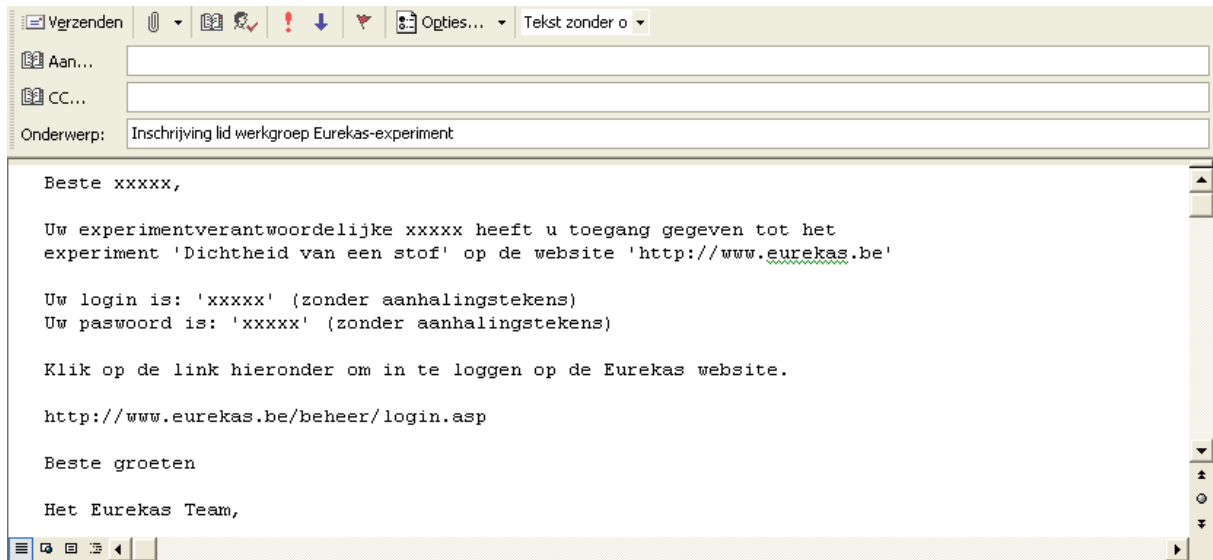 Verzenden Opties... Tekst zonder o
Aan...
CC...
Onderwerp: Inschrijving lid werkgroep Eurekas-experiment
Beste xxxxx,
Uw experimentverantwoordelijke xxxxx heeft u toegang gegeven tot het
experiment 'Dichtheid van een stof' op de website 'http://www.eurekas.be'
Uw login is: 'xxxxx' (zonder aanhalingstekens)
Uw paswoord is: 'xxxxx' (zonder aanhalingstekens)
Klik op de link hieronder om in te loggen op de Eurekas website.
http://www.eurekas.be/beheer/login.asp
Beste groeten
Het Eurekas Team,